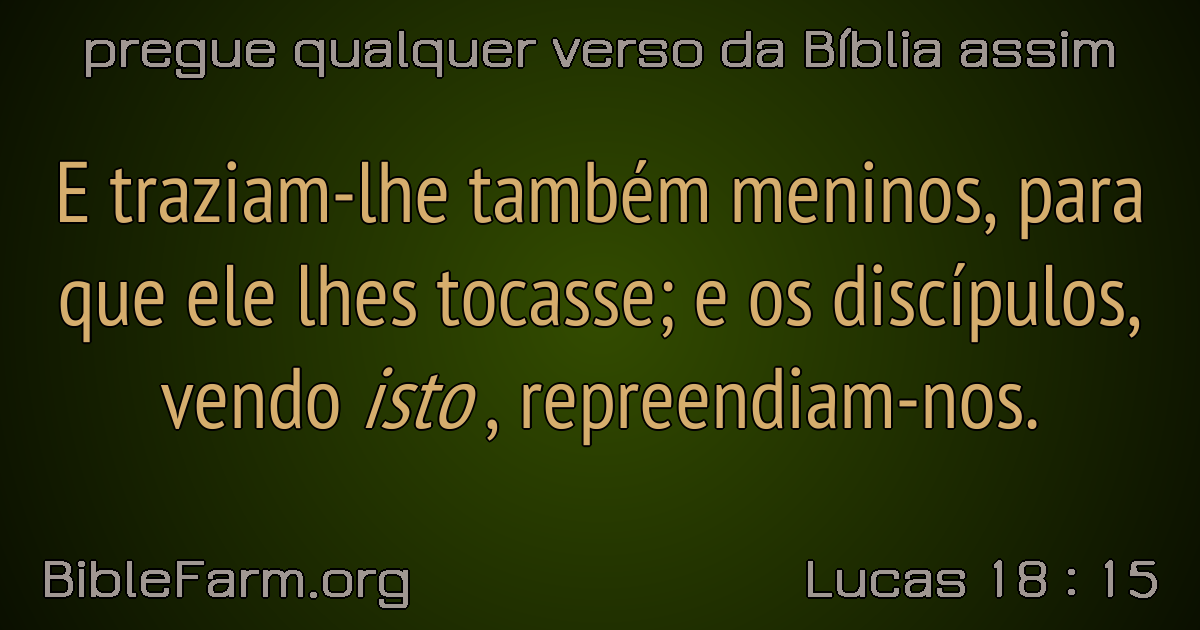 pregue qualquer verso da Bíblia assim
E traziam-lhe também meninos, para
que ele lhes tocasse; e os discípulos,
vendo isto , repreendiam-nos.
BibleFarm.org
Lucas 18 : 15